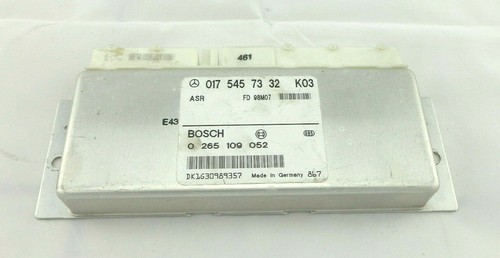 461
017 545 73 32 K03
ASR FD 98M07
E43
BOSCH
0 265 109 052
DK1630989357 Made in Germany 867